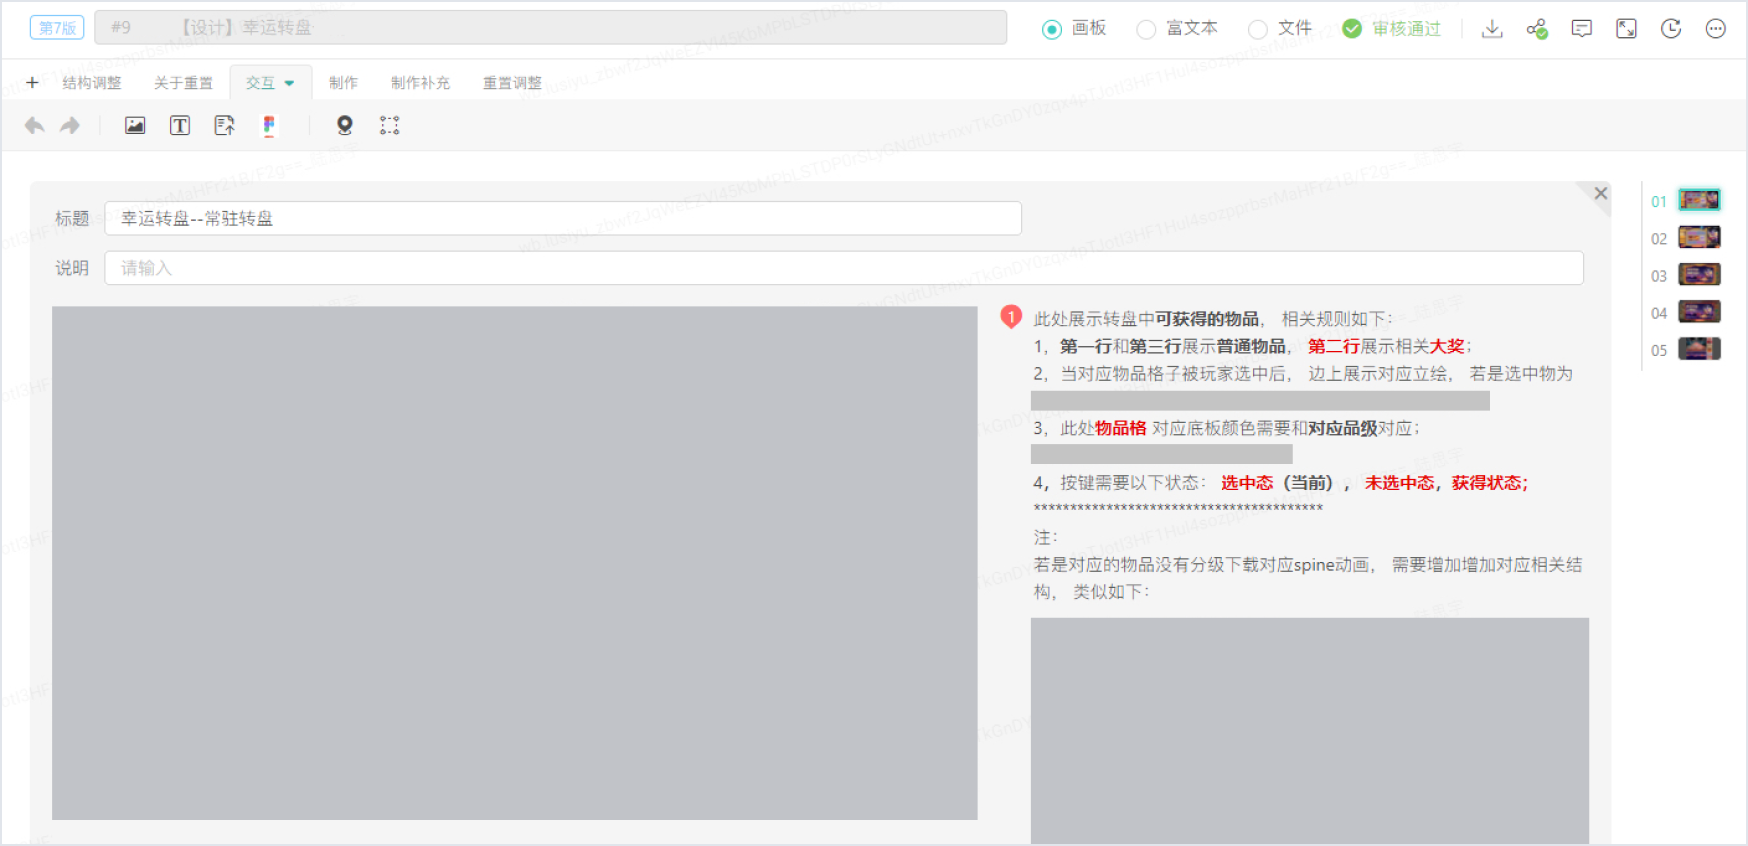 第7版
#9 【设计】幸运转盘
画板
富文本
文件
审核通过
结构调整
关于重置
交互
制作
制作补充
重置调整
标题
幸运转盘--常驻转盘
说明
请输入
1
此处展示转盘中可获得的物品， 相关规则如下：
1，第一行和第三行展示普通物品， 第二行展示相关大奖；
2，当对应物品格子被玩家选中后， 边上展示对应立绘， 若是选中物为
3，此处物品格 对应底板颜色需要和对应品级对应；
4，按键需要以下状态： 选中态（当前）， 未选中态，获得状态；
****************************************
注：
若是对应的物品没有分级下载对应spine动画， 需要增加增加对应相关结
构， 类似如下：
01
02
03
04
05